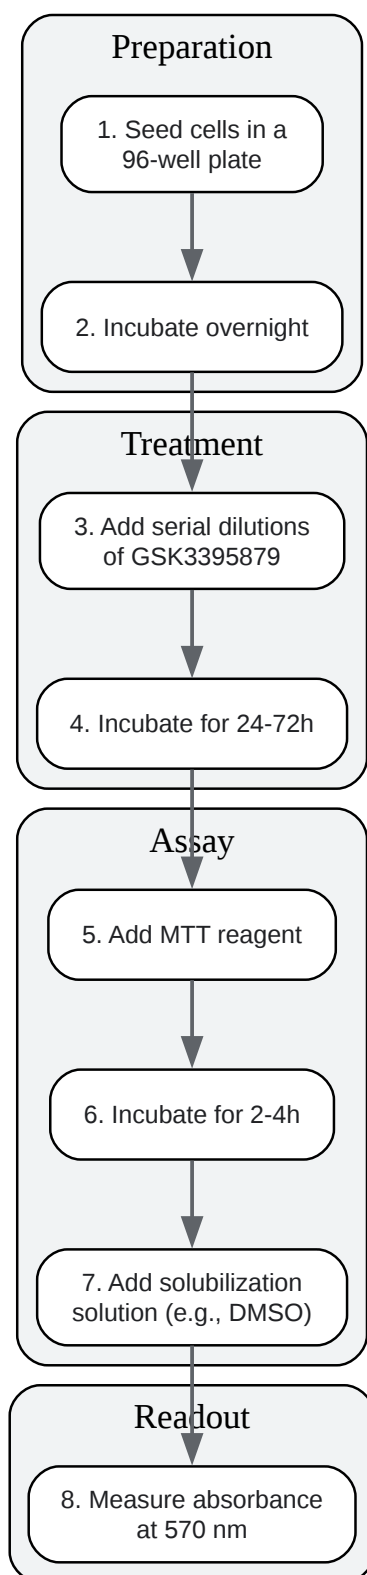 Preparation
1. Seed cells in a
96-well plate
2. Incubate overnight
Treatment
3. Add serial dilutions
of GSK3395879
4. Incubate for 24-72h
Assay
5. Add MTT reagent
6. Incubate for 2-4h
7. Add solubilization
solution (e.g., DMSO)
Readout
8. Measure absorbance
at 570 nm